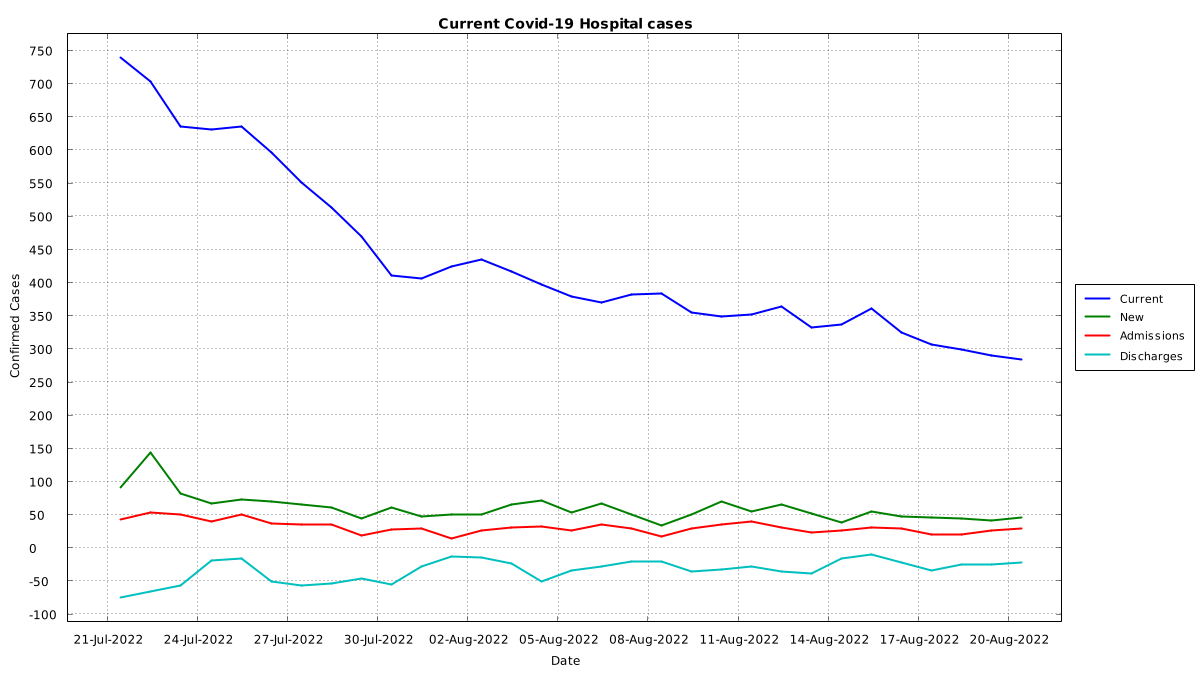 Current Covid-19 Hospital cases
750
700
650
600
550
500
450
400
350
300
250
200
150
100
50
0
-50
-100
Confirmed Cases
21-Jul-2022 24-Jul-2022 27-Jul-2022 30-Jul-2022 02-Aug-2022 05-Aug-2022 08-Aug-2022 11-Aug-2022 14-Aug-2022 17-Aug-2022 20-Aug-2022
Date
Current
New
Admissions
Discharges